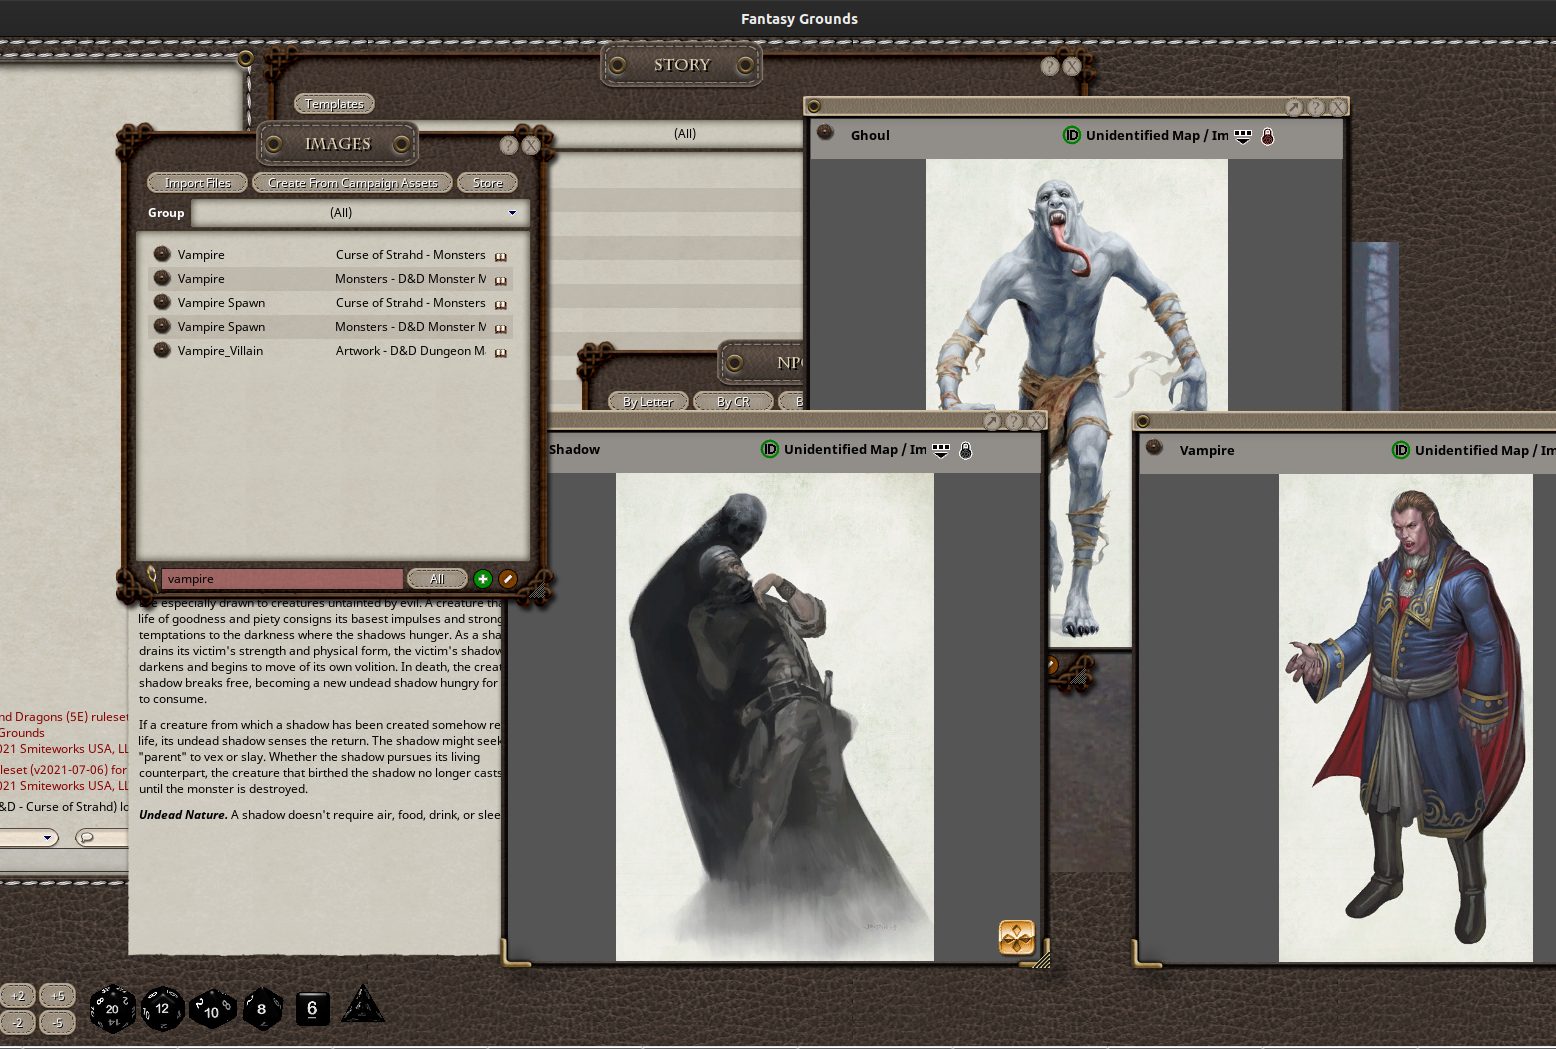 Fantasy Grounds
STORY
Templates
(All)
IMAGES
Import Files
Create From Campaign Assets
Store
Group
(All)
Vampire
Curse of Strahd - Monsters
Vampire
Monsters - D&D Monster M
Vampire Spawn
Curse of Strahd - Monsters
Vampire Spawn
Monsters - D&D Monster M
Vampire_Villain
Artwork - D&D Dungeon M
vampire
All
Ghoul
ID Unidentified Map / Im
NPC
By Letter
By CR
B
Shadow
ID Unidentified Map / Im
Vampire
ID Unidentified Map / Im
are especially drawn to creatures untainted by evil. A creature tha
life of goodness and piety consigns its basest impulses and strong
temptations to the darkness where the shadows hunger. As a sha
drains its victim's strength and physical form, the victim's shadow
darkens and begins to move of its own volition. In death, the creat
shadow breaks free, becoming a new undead shadow hungry for
to consume.
If a creature from which a shadow has been created somehow re
life, its undead shadow senses the return. The shadow might seek
"parent" to vex or slay. Whether the shadow pursues its living
counterpart, the creature that birthed the shadow no longer casts
until the monster is destroyed.
Undead Nature. A shadow doesn't require air, food, drink, or slee
nd Dragons (5E) ruleset
Grounds
021 Smiteworks USA, LL
leset (v2021-07-06) for
021 Smiteworks USA, LL
&D - Curse of Strahd) lo
+2
+5
-2
-5
20
12
10
8
6